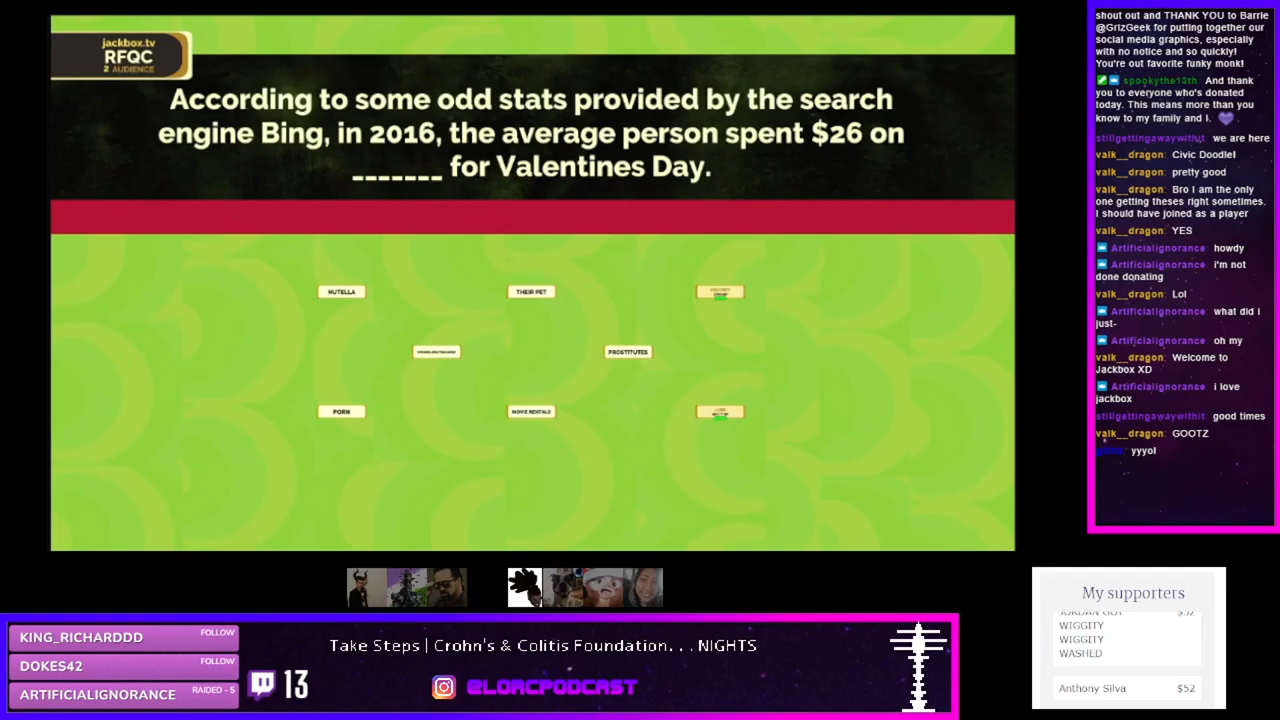 jackbox.tv
RFQC
2 AUDIENCE
According to some odd stats provided by the search
engine Bing, in 2016, the average person spent $26 on
_______ for Valentines Day.
NUTELLA
THEIR PET
PROSTITUTES
PORN
MOVIE RENTALS
shout out and THANK YOU to Barrie
@GrizGeek for putting together our
social media graphics, especially
with no notice and so quickly!
You're out favorite funky monk!
spookythe13th: And thank
you to everyone who's donated
today. This means more than you
know to my family and I.
stillgettingawaywithit: we are here
valk__dragon: Civic Doodle!
valk__dragon: pretty good
valk__dragon: Bro I am the only
one getting theses right sometimes.
I should have joined as a player
valk__dragon: YES
Artificialignorance: howdy
Artificialignorance: i'm not
done donating
valk__dragon: Lol
Artificialignorance: what did I
just-
Artificialignorance: oh my
valk__dragon: Welcome to
Jackbox XD
Artificialignorance: i love
jackbox
stillgettingawaywithit: good times
valk__dragon: GOOTZ
yyyo!
KING_RICHARDDD FOLLOW
DOKES42 FOLLOW
ARTIFICIALIGNORANCE RAIDED - 5
13
Take Steps | Crohn's & Colitis Foundation. . . NIGHTS
@LORCPODCAST
My supporters
$52
WIGGITY
WIGGITY
WASHED
Anthony Silva $52